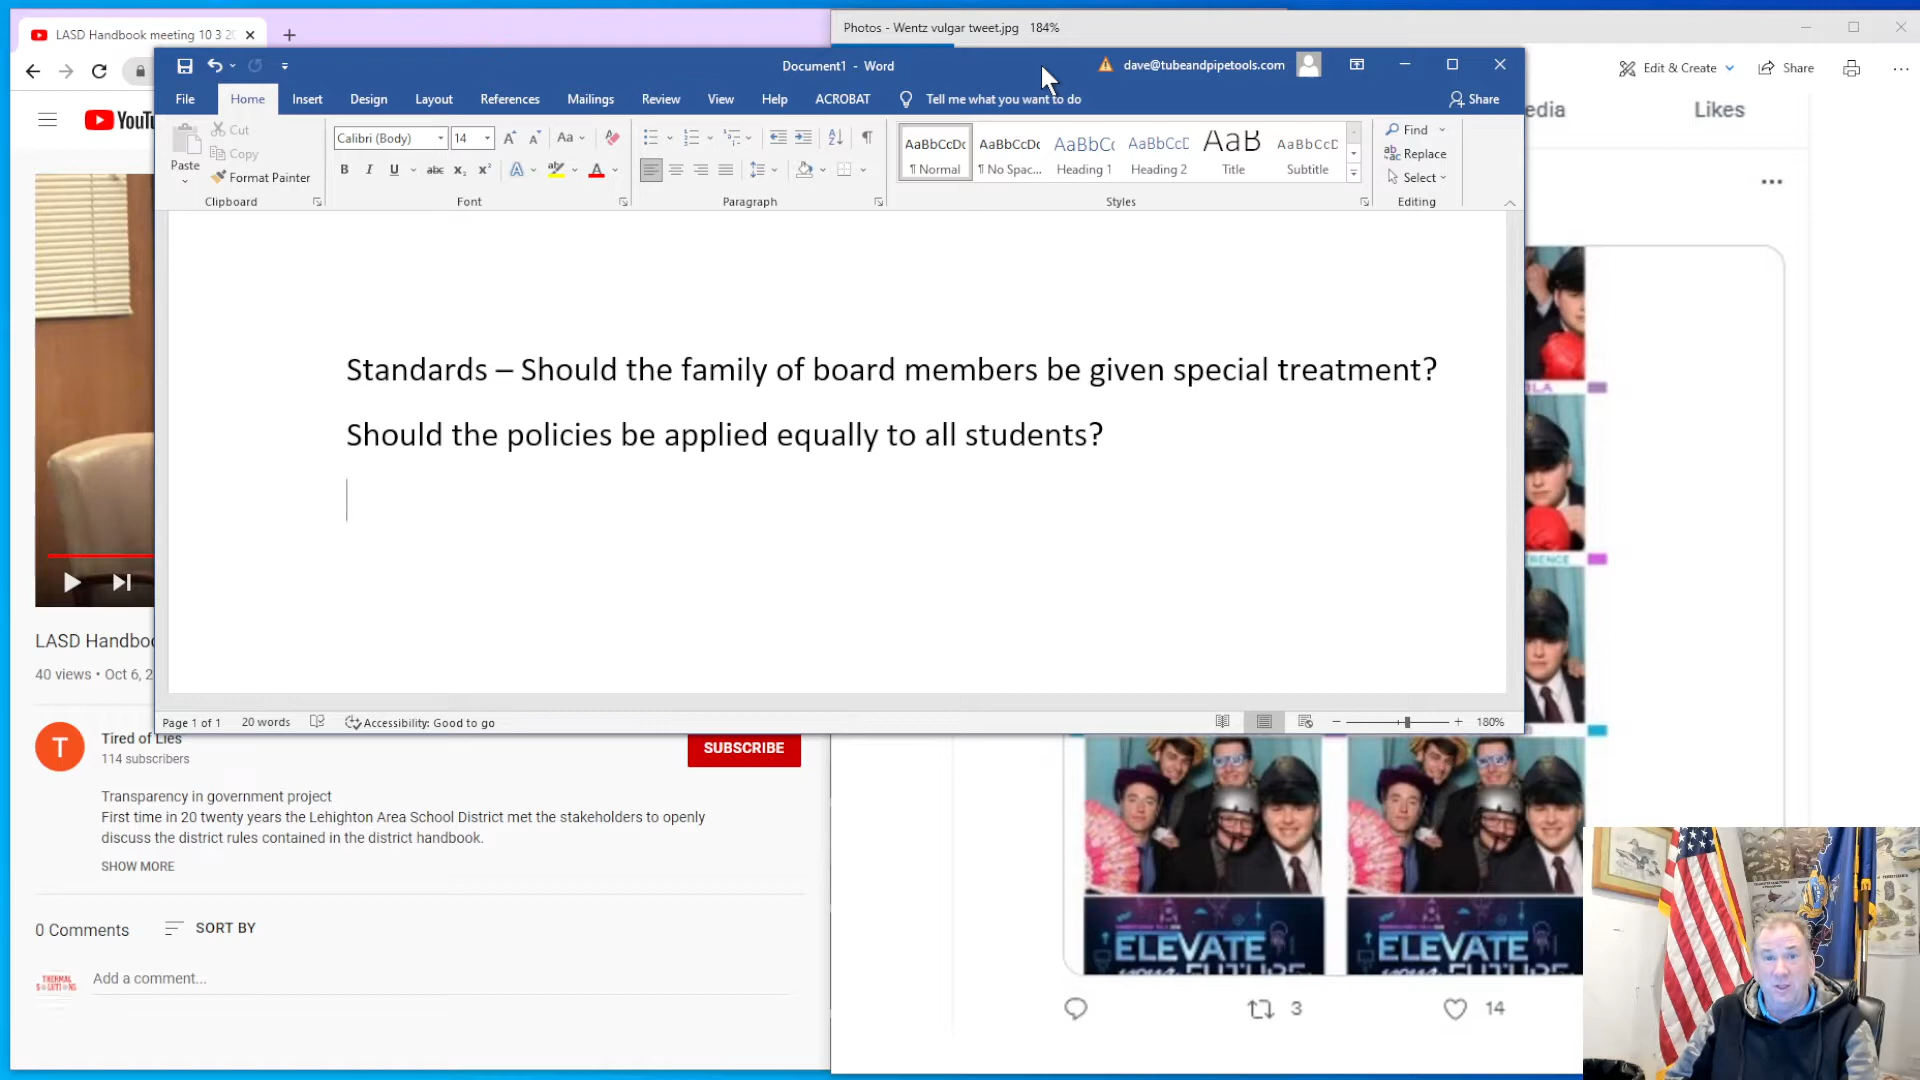 LASD Handbook meeting 10 3 20
Photos - Wentz vulgar tweet.jpg 184%
Document1 - Word
dave@tubeandpipetools.com
Edit & Create
Share
File
Home
Insert
Design
Layout
References
Mailings
Review
View
Help
ACROBAT
Tell me what you want to do
Share
edia
Likes
YouTu
Paste
Cut
Copy
Format Painter
Clipboard
Calibri (Body)
14
Font
Paragraph
AaBbCcDc
¶ Normal
AaBbCcDc
¶ No Spac...
AaBbCc
Heading 1
AaBbCcD
Heading 2
AaB
Title
AaBbCcD
Subtitle
Styles
Find
Replace
Select
Editing
Standards – Should the family of board members be given special treatment?
Should the policies be applied equally to all students?
Page 1 of 1
20 words
Accessibility: Good to go
180%
LASD Handboo
40 views • Oct 6, 2
T
Tired of Lies
114 subscribers
SUBSCRIBE
Transparency in government project
First time in 20 twenty years the Lehighton Area School District met the stakeholders to openly
discuss the district rules contained in the district handbook.
SHOW MORE
0 Comments
SORT BY
THERMAL
Add a comment...
ELEVATE
ELEVATE
3
14